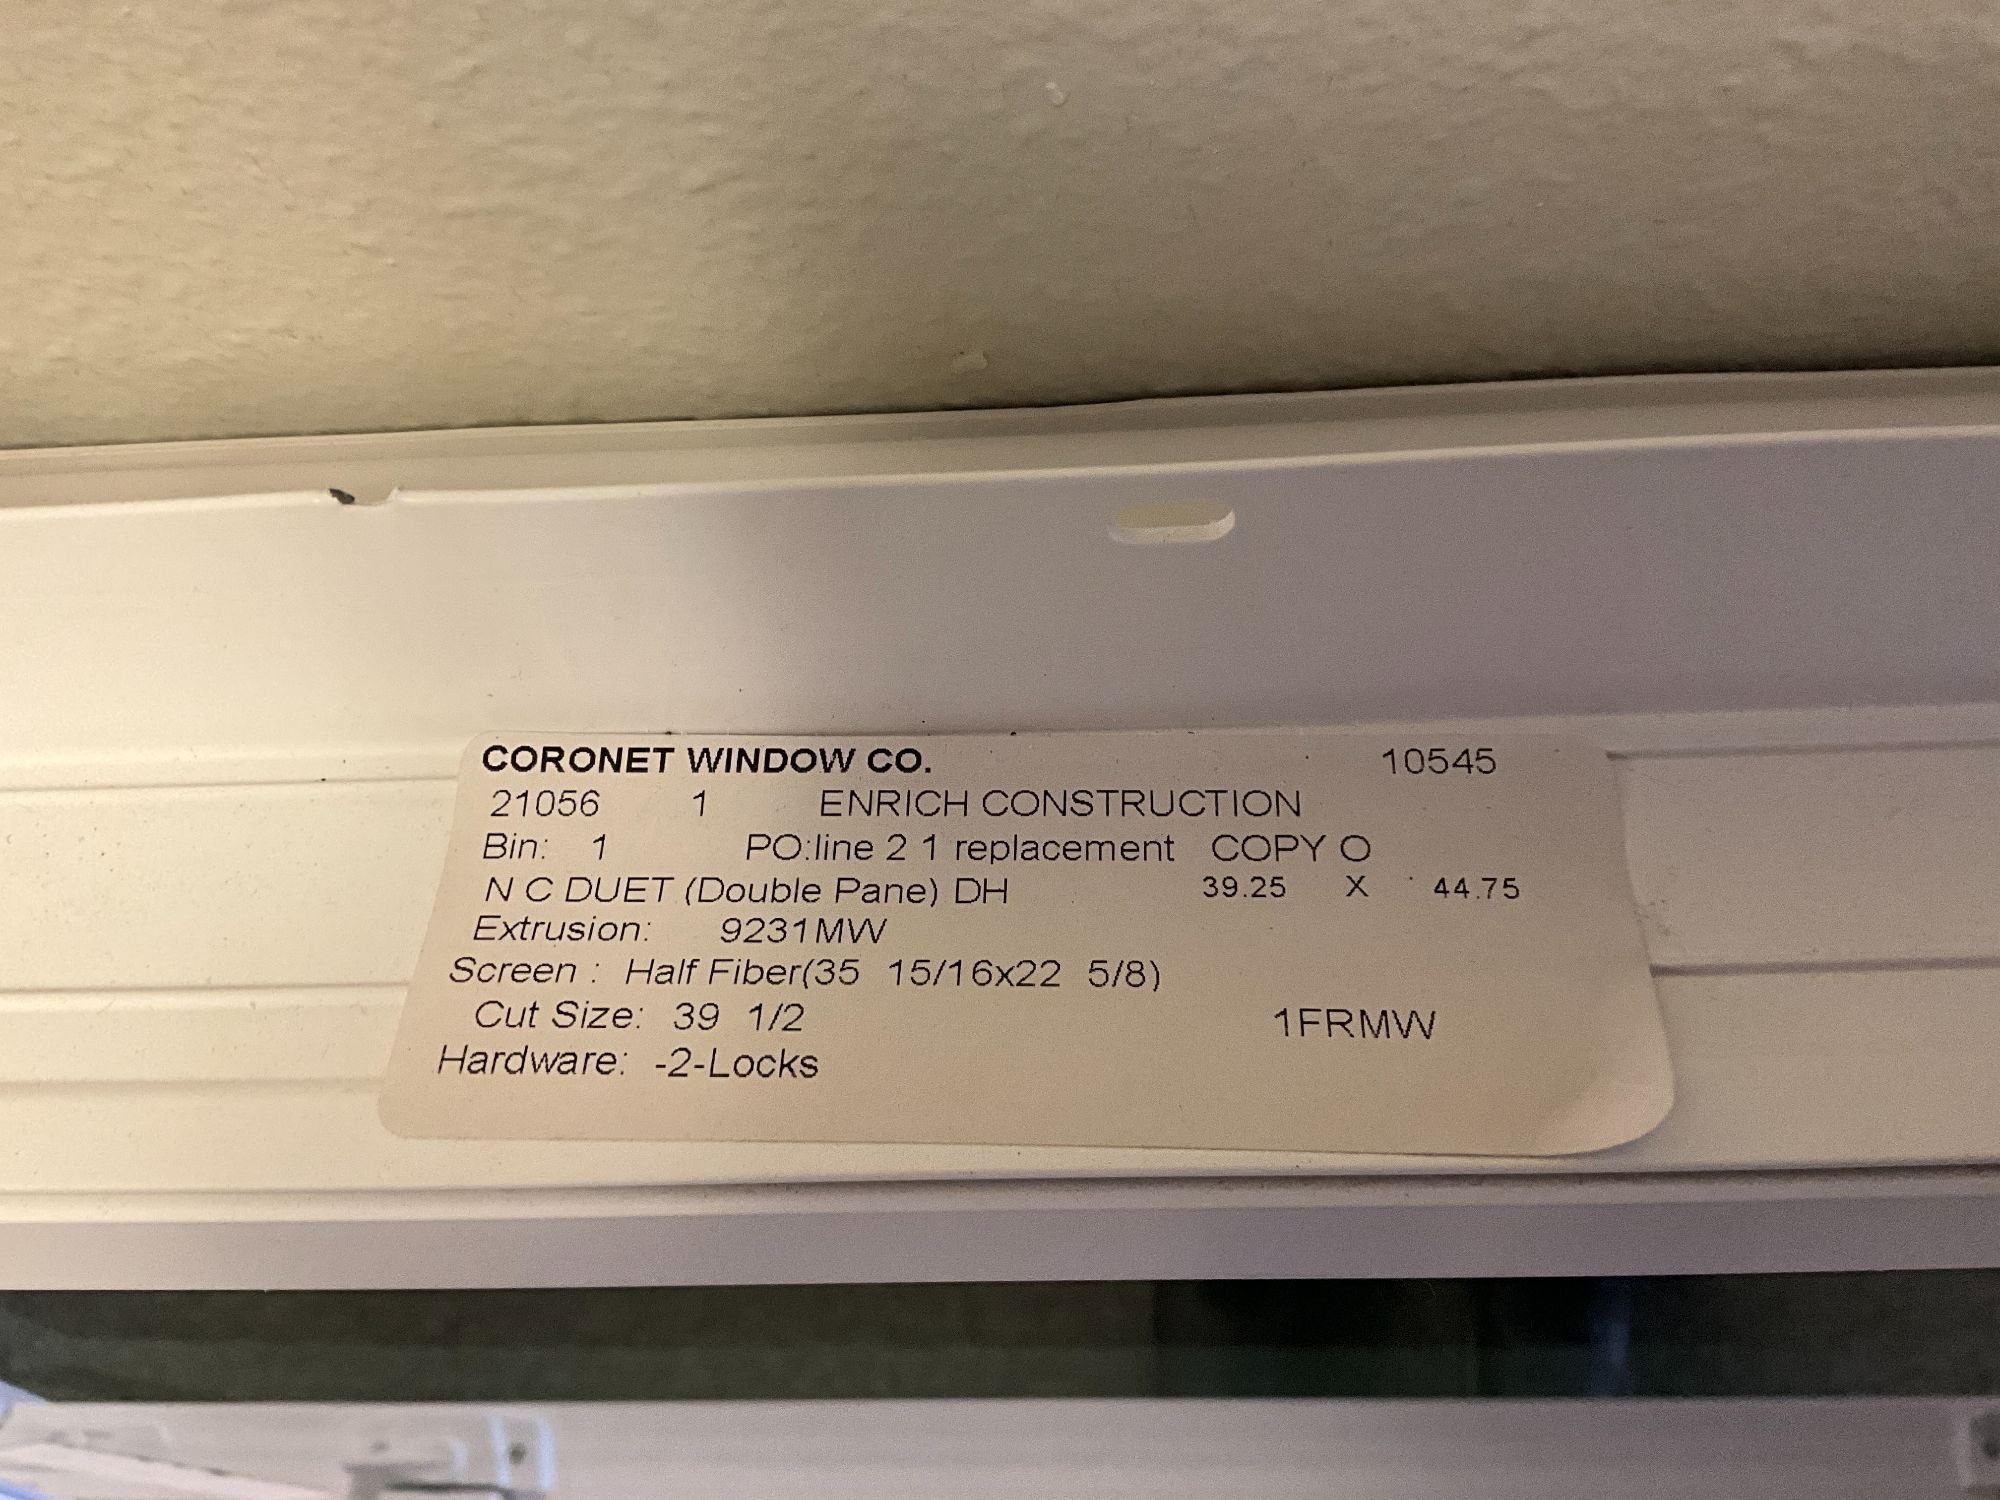 CORONET WINDOW CO. 10545
21056 1 ENRICH CONSTRUCTION
Bin: 1 PO:line 2 1 replacement COPY O
N C DUET (Double Pane) DH 39.25 X 44.75
Extrusion: 9231MW
Screen : Half Fiber(35 15/16x22 5/8)
Cut Size: 39 1/2 1FRMW
Hardware: -2-Locks